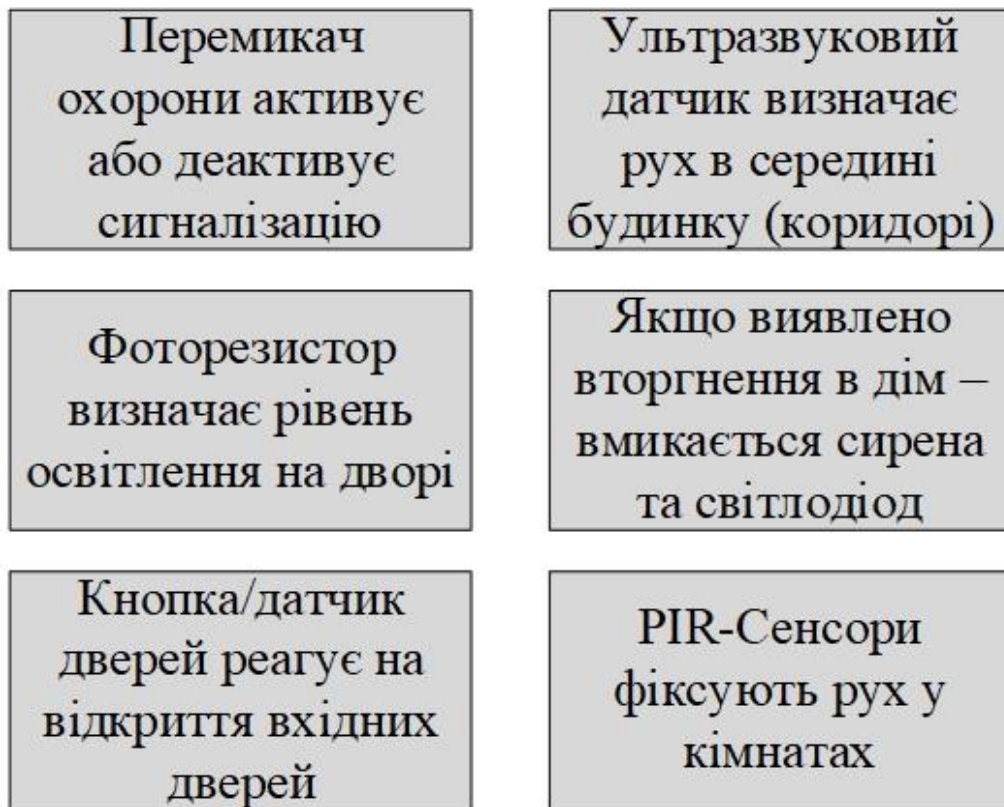 Перемикач
охорони активує
або деактивує
сигналізацію
Ультразвуковий
датчик визначає
рух в середині
будинку (коридорі)
Фоторезистор
визначає рівень
освітлення на дворі
Якщо виявлено
вторгнення в дім –
вмикається сирена
та світлодіод
Кнопка/датчик
дверей реагує на
відкриття вхідних
дверей
PIR-Сенсори
фіксують рух у
кімнатах